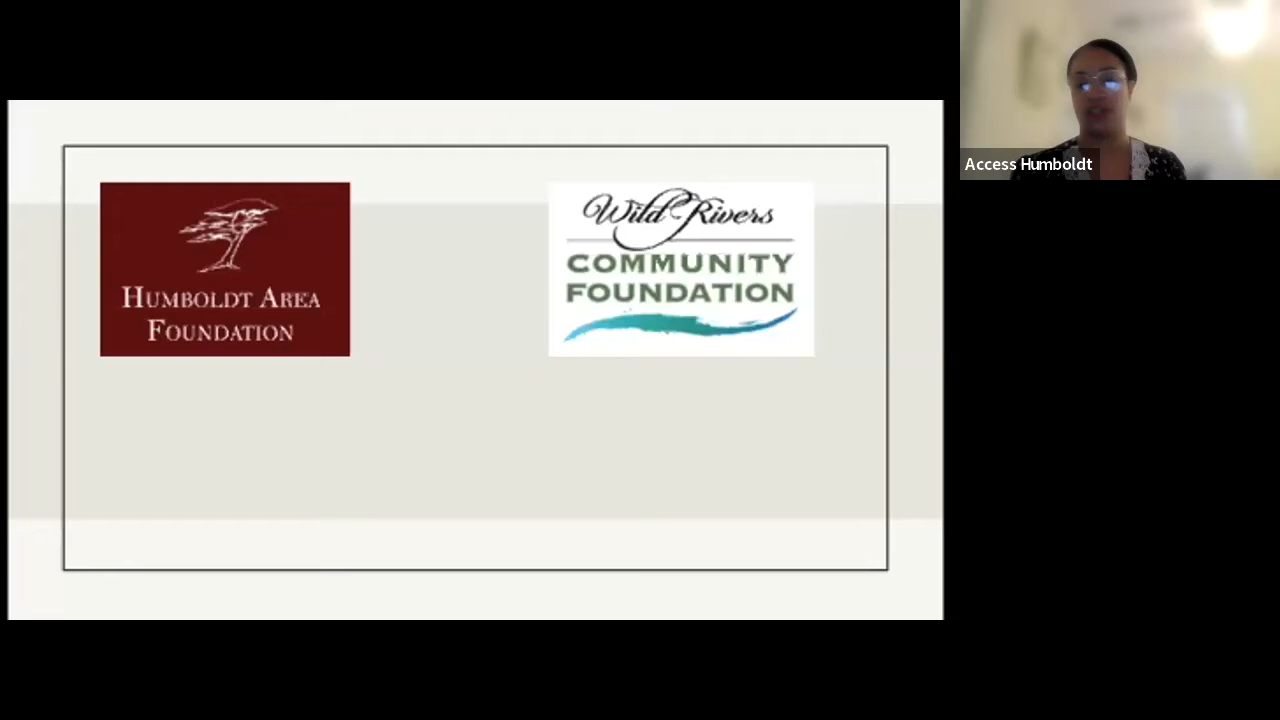 Humboldt Area
Foundation
Wild Rivers
COMMUNITY
FOUNDATION
Access Humboldt